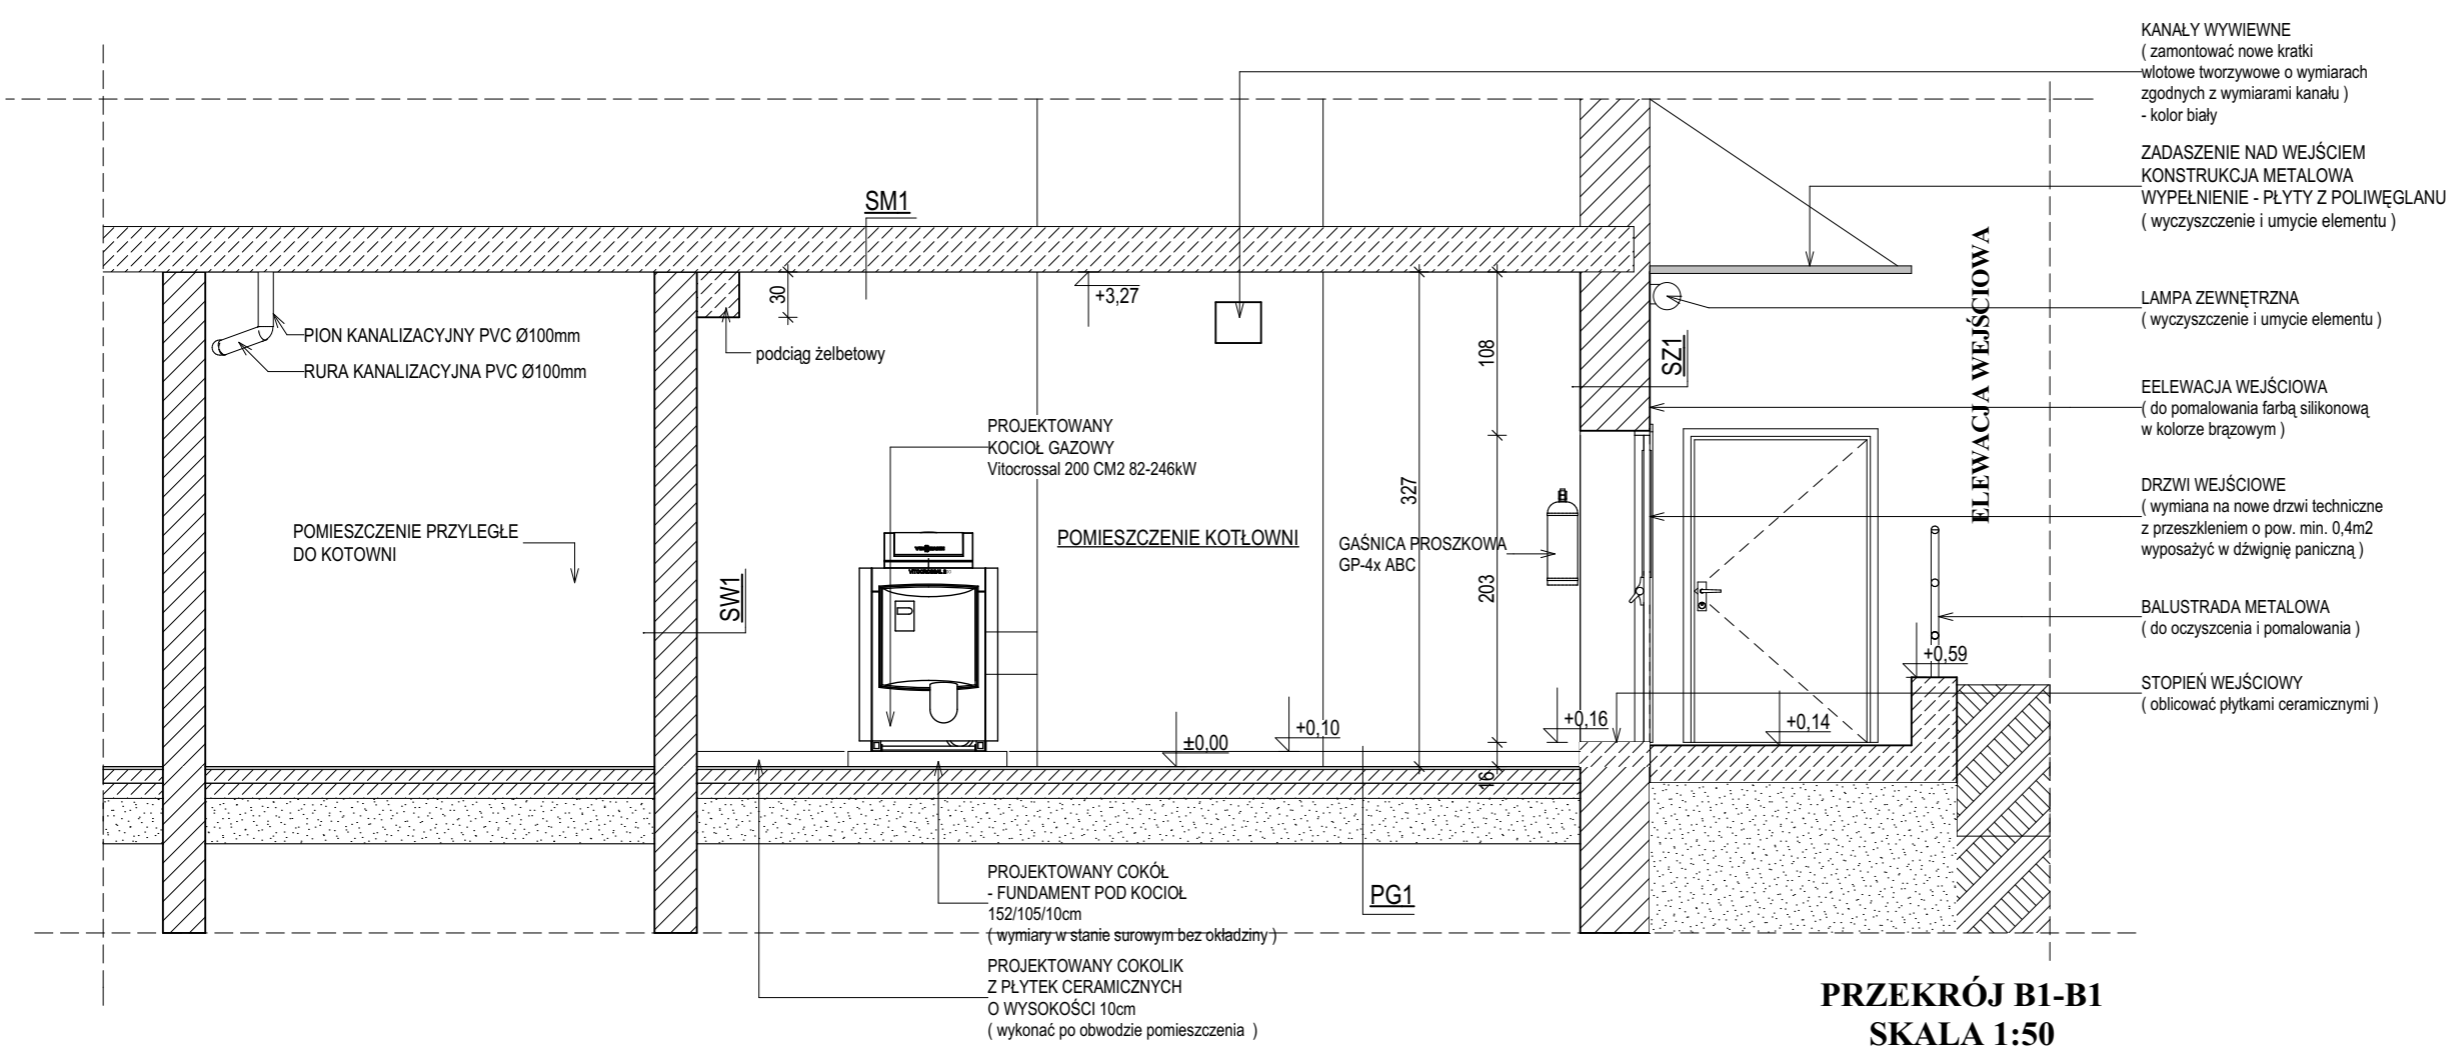 KANAŁY WYWIEWNE
( zamontować nowe kratki
wlotowe tworzywowe o wymiarach
zgodnych z wymiarami kanału )
- kolor biały
ZADASZENIE NAD WEJŚCIEM
KONSTRUKCJA METALOWA
WYPEŁNIENIE - PŁYTY Z POLIWĘGLANU
( wyczyszczenie i umycie elementu )
SM1
30
+3,27
PION KANALIZACYJNY PVC Ø100mm
RURA KANALIZACYJNA PVC Ø100mm
podciąg żelbetowy
108
SZ1
ELEWACJA WEJŚCIOWA
LAMPA ZEWNĘTRZNA
( wyczyszczenie i umycie elementu )
EELEWACJA WEJŚCIOWA
( do pomalowania farbą silikonową
w kolorze brązowym )
PROJEKTOWANY
KOCIOŁ GAZOWY
Vitocrossal 200 CM2 82-246kW
327
DRZWI WEJŚCIOWE
( wymiana na nowe drzwi techniczne
z przeszkleniem o pow. min. 0,4m2
wyposażyć w dźwignię paniczną )
POMIESZCZENIE PRZYLEGŁE
DO KOTOWNI
POMIESZCZENIE KOTŁOWNI
GAŚNICA PROSZKOWA
GP-4x ABC
203
SW1
BALUSTRADA METALOWA
( do oczyszcenia i pomalowania )
+0,59
STOPIEŃ WEJŚCIOWY
( oblicować płytkami ceramicznymi )
±0,00
+0,10
+0,16
+0,14
16
PROJEKTOWANY COKÓŁ
- FUNDAMENT POD KOCIOŁ
152/105/10cm
( wymiary w stanie surowym bez okładziny )
PG1
PROJEKTOWANY COKOLIK
Z PŁYTEK CERAMICZNYCH
O WYSOKOŚCI 10cm
( wykonać po obwodzie pomieszczenia )
PRZEKRÓJ B1-B1
SKALA 1:50